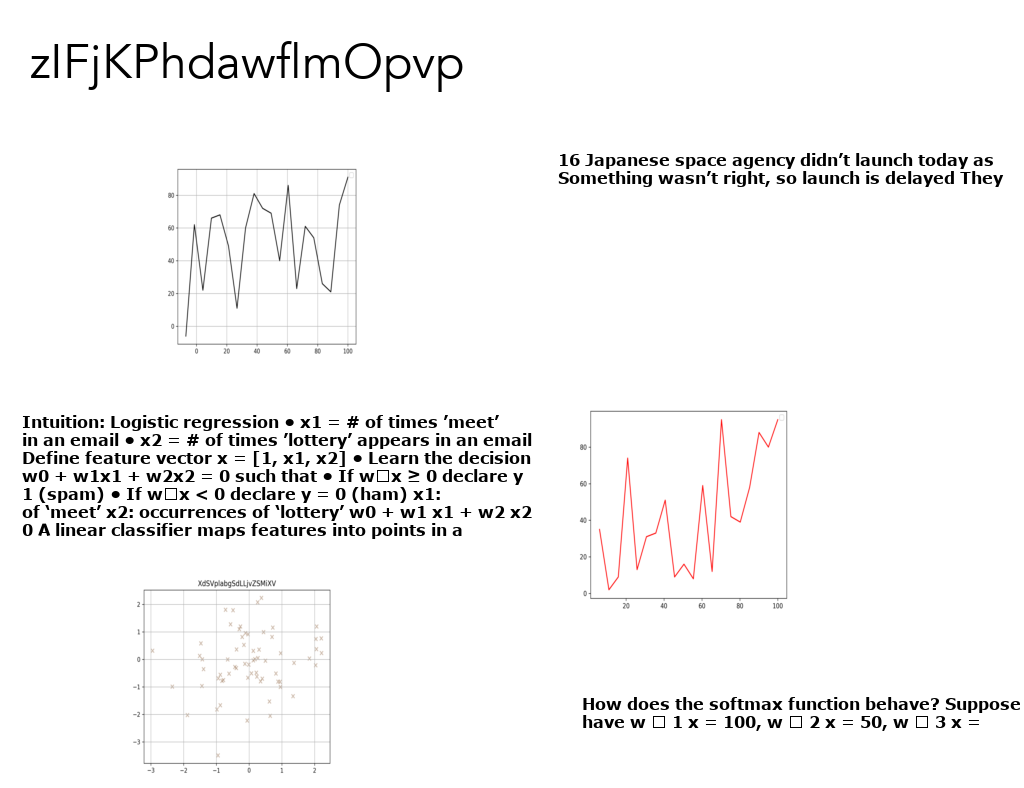 zIFjKPhdawflmOpvp
16 Japanese space agency didn’t launch today as
Something wasn’t right, so launch is delayed They
80
60
40
20
0
0 20 40 60 80 100
Intuition: Logistic regression • x1 = # of times ’meet’
in an email • x2 = # of times ’lottery’ appears in an email
Define feature vector x = [1, x1, x2] • Learn the decision
w0 + w1x1 + w2x2 = 0 such that • If w□x ≥ 0 declare y
1 (spam) • If w□x < 0 declare y = 0 (ham) x1:
of ‘meet’ x2: occurrences of ‘lottery’ w0 + w1 x1 + w2 x2
0 A linear classifier maps features into points in a
80
60
40
20
0
20 40 60 80 100
XdSVplabgSdLLjvZSMiXV
2
1
0
−1
−2
−3
−3 −2 −1 0 1 2
How does the softmax function behave? Suppose
have w □ 1 x = 100, w □ 2 x = 50, w □ 3 x =